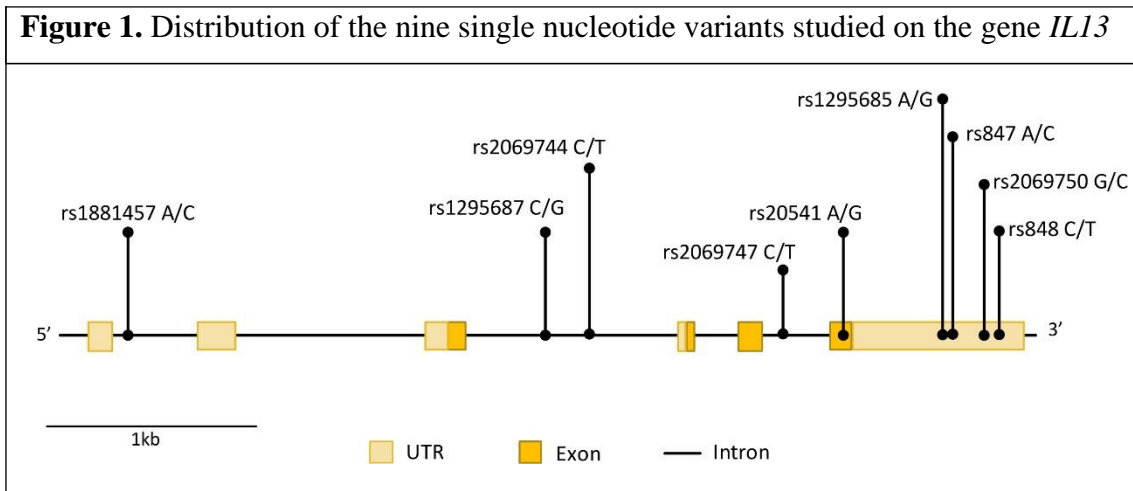 Figure 1. Distribution of the nine single nucleotide variants studied on the gene IL13
rs1295685 A/G
rs847 A/C
rs2069744 C/T
rs2069750 G/C
rs1881457 A/C
rs1295687 C/G
rs20541 A/G
rs848 C/T
rs2069747 C/T
5′
3′
1kb
UTR
Exon
Intron